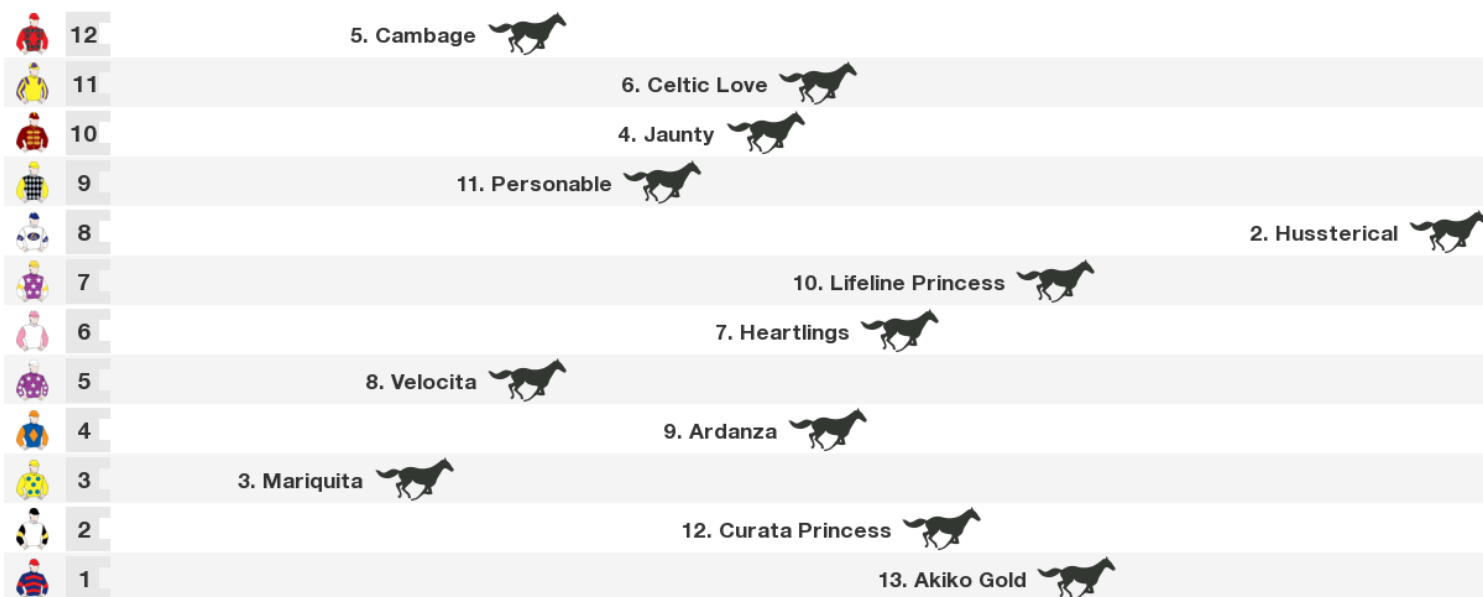 12 5. Cambage
11 6. Celtic Love
10 4. Jaunty
9 11. Personable
8 2. Hussterical
7 10. Lifeline Princess
6 7. Heartlings
5 8. Velocita
4 9. Ardanza
3 3. Mariquita
2 12. Curata Princess
1 13. Akiko Gold